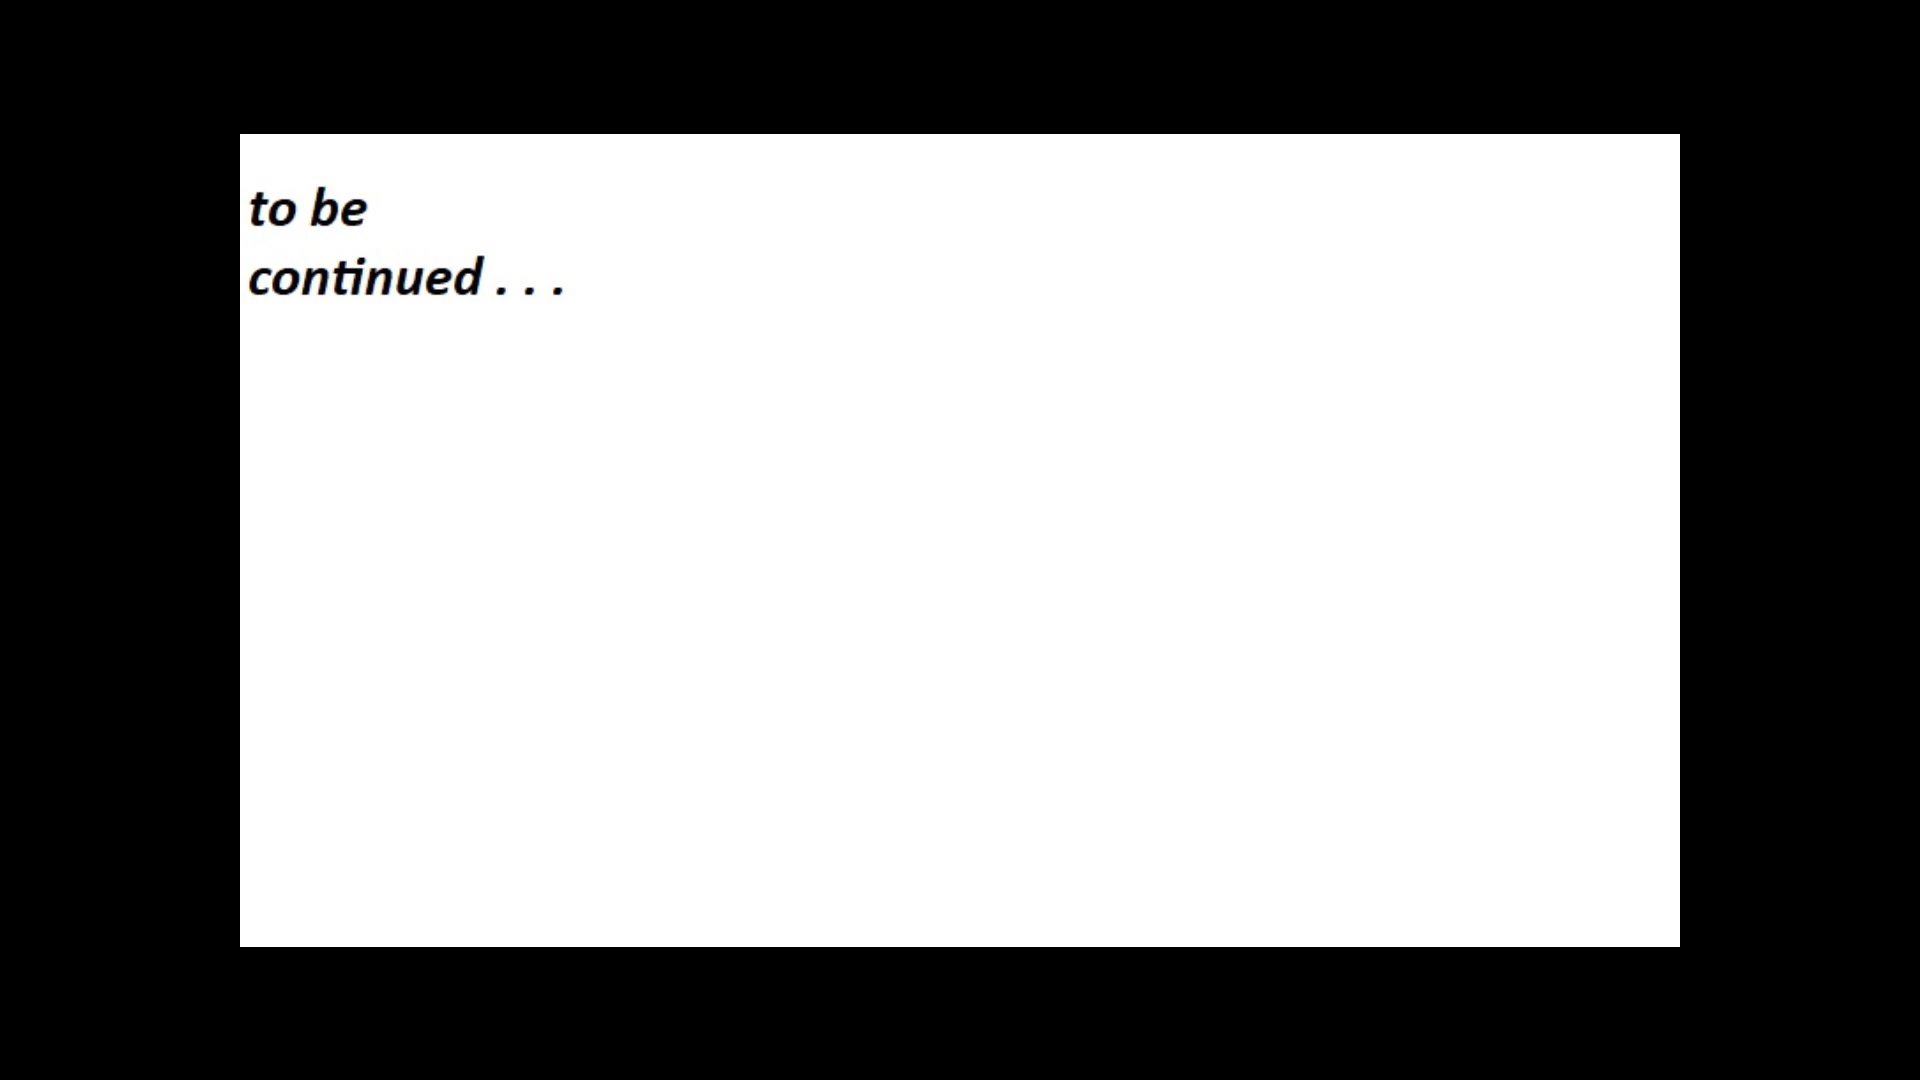 to be
continued . . .